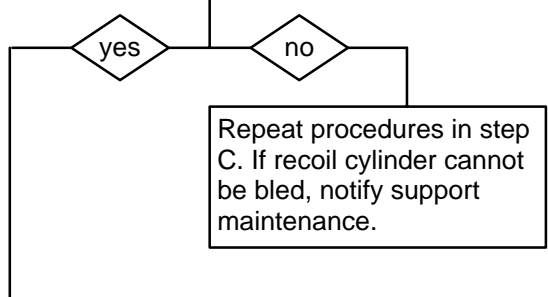 yes
no
Repeat procedures in step
C. If recoil cylinder cannot
be bled, notify support
maintenance.